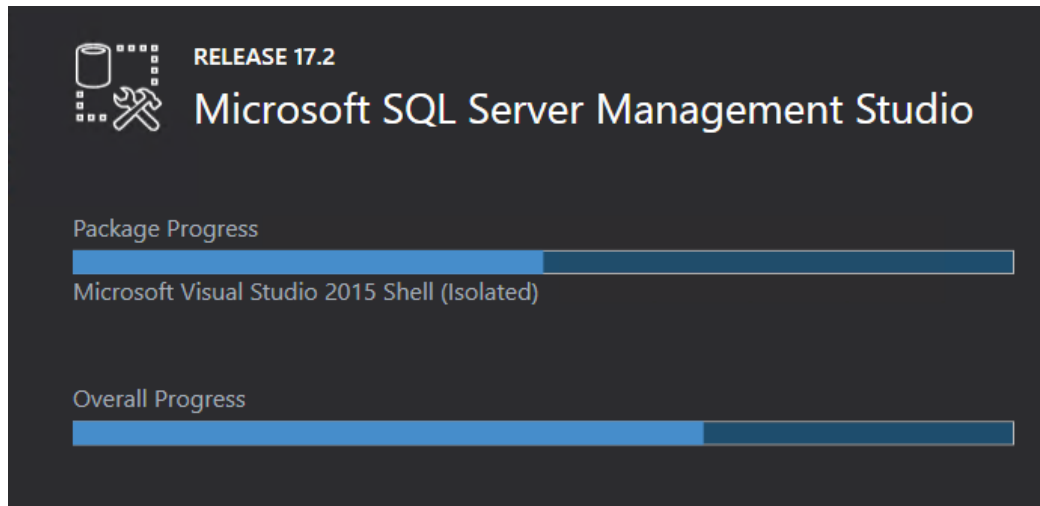 RELEASE 17.2
Microsoft SQL Server Management Studio
Package Progress
Microsoft Visual Studio 2015 Shell (Isolated)
Overall Progress